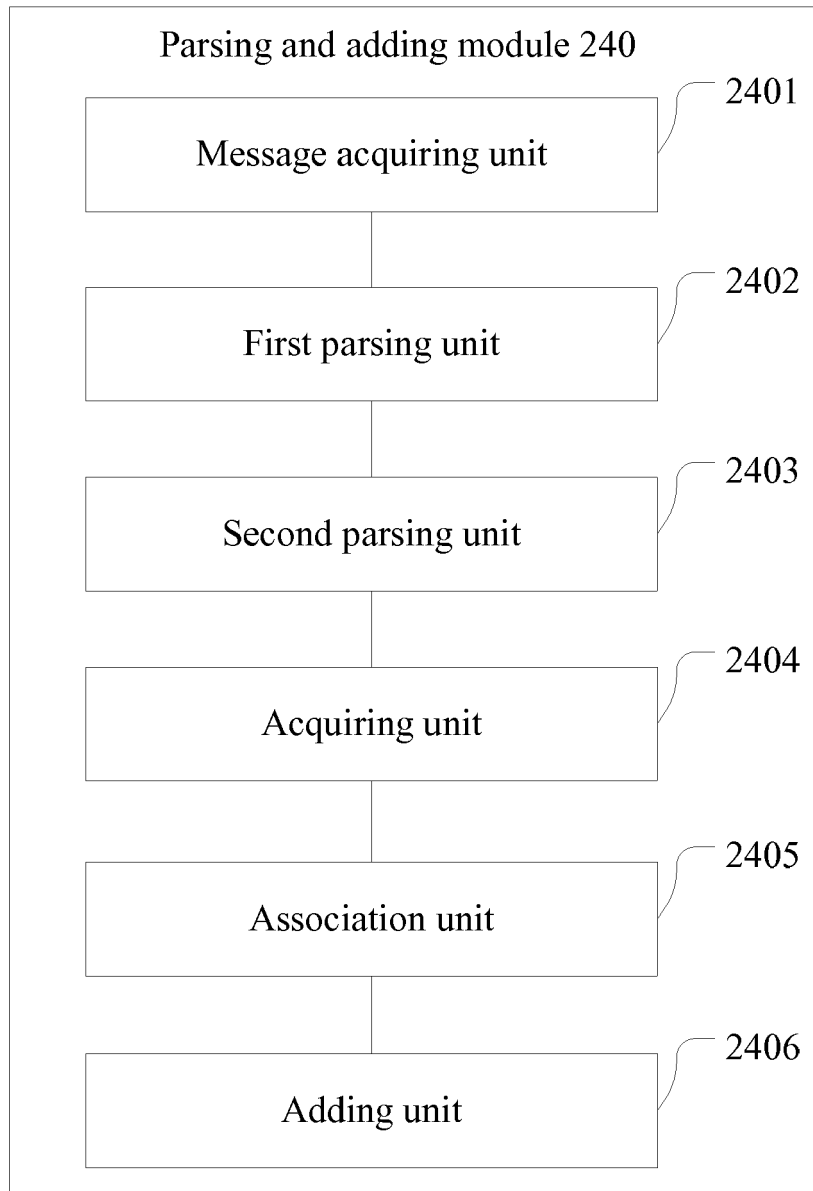 Parsing and adding module 240
2401
Message acquiring unit
2402
First parsing unit
2403
Second parsing unit
2404
Acquiring unit
2405
Association unit
2406
Adding unit